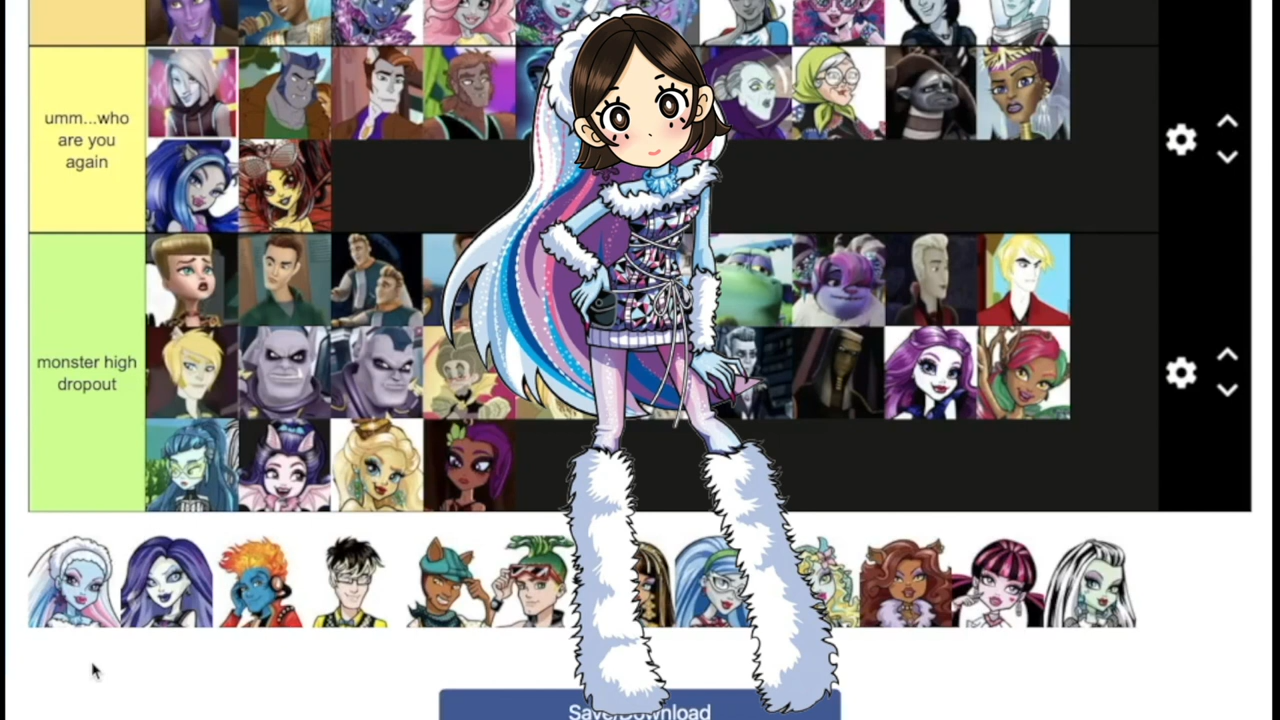 umm...who
are you
again
monster high
dropout
Save/Download